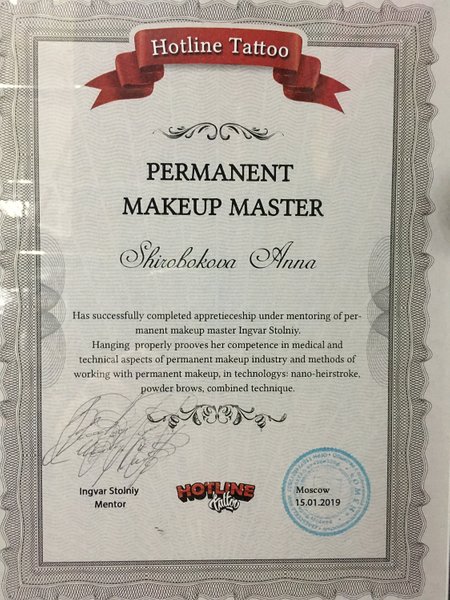 Hotline Tattoo
PERMANENT
MAKEUP MASTER
Shirobokova Anna
Has successfully completed appretieceship under mentoring of per-
manent makeup master Ingvar Stolniy.
Hanging properly prooves her competence in medical and
technical aspects of permanent makeup industry and methods of
working with permanent makeup, in technologys: nano-heirstroke,
powder brows, combined technique.
Ingvar Stolniy
Mentor
HOTLINE
Tattoo
Moscow
15.01.2019